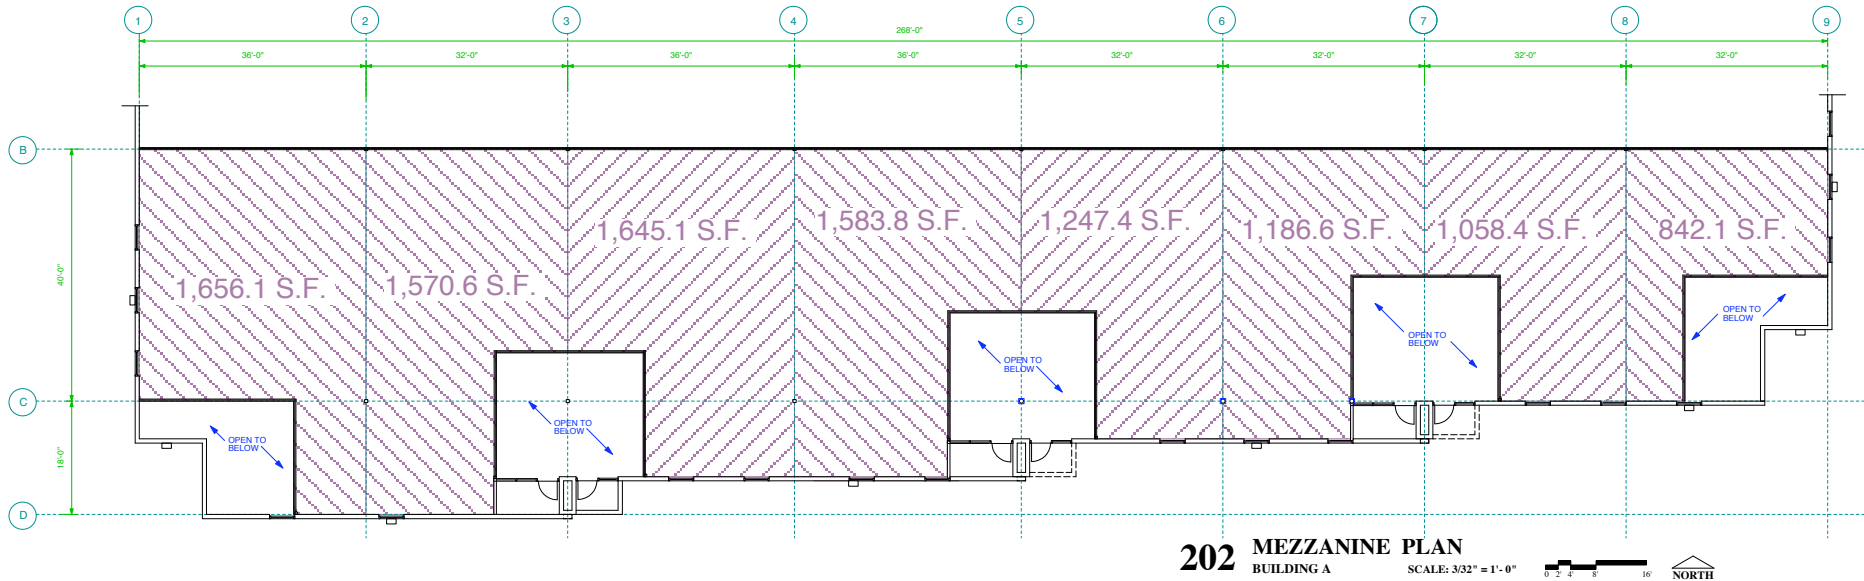 1 2 3 4 5 6 7 8 9
268'-0"
36'-0" 32'-0" 36'-0" 36'-0" 32'-0" 32'-0" 32'-0" 32'-0"
B
40'-0"
C
18'-0"
D
1,656.1 S.F.
1,570.6 S.F.
1,645.1 S.F.
1,583.8 S.F.
1,247.4 S.F.
1,186.6 S.F.
1,058.4 S.F.
842.1 S.F.
OPEN TO
BELOW
OPEN TO
BELOW
OPEN TO
BELOW
OPEN TO
BELOW
OPEN TO
BELOW
202 MEZZANINE PLAN
BUILDING A SCALE: 3/32" = 1'- 0"
0 2' 4' 8' 16'
NORTH